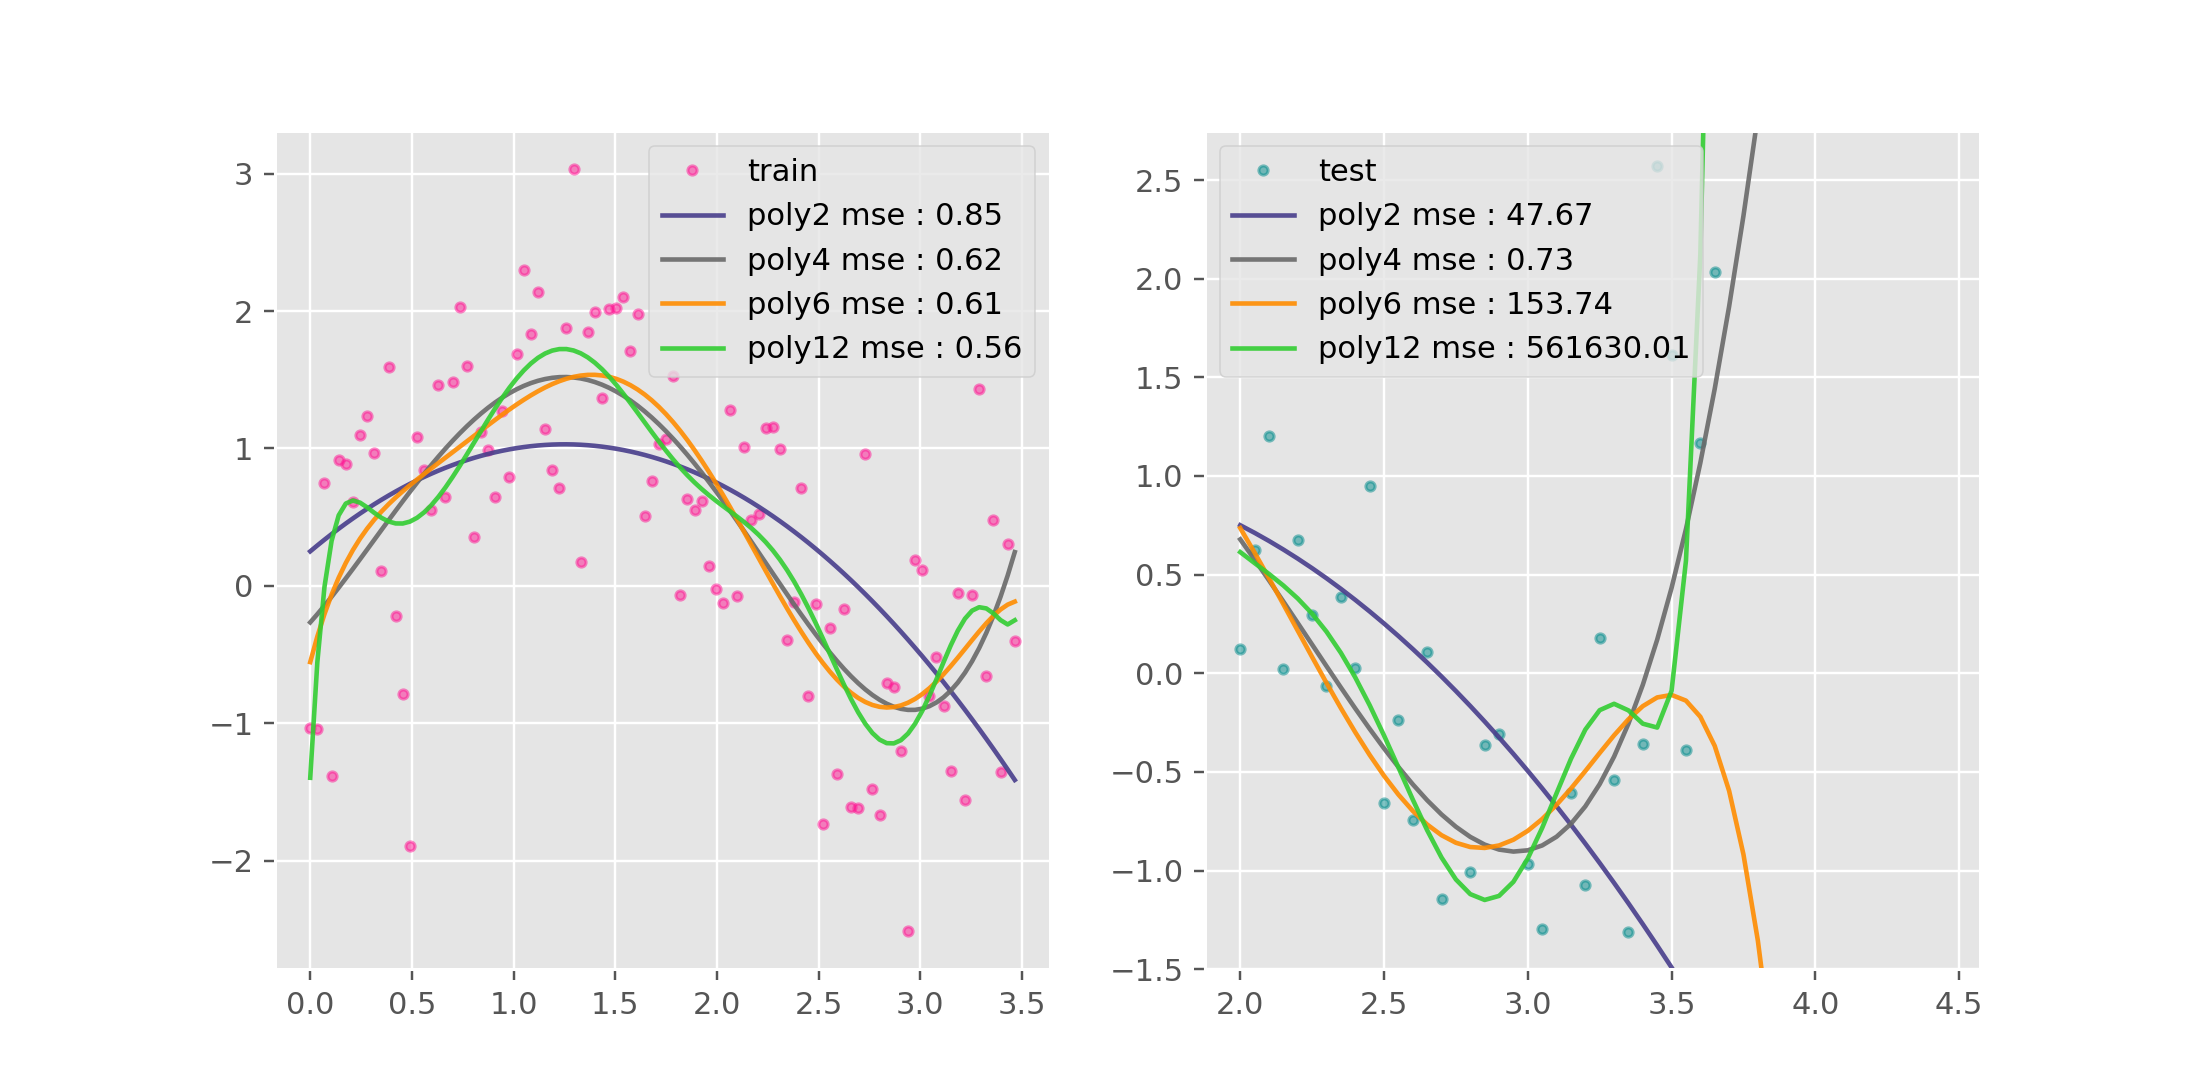 train
poly2 mse : 0.85
poly4 mse : 0.62
poly6 mse : 0.61
poly12 mse : 0.56
3
2
1
0
−1
−2
0.0 0.5 1.0 1.5 2.0 2.5 3.0 3.5
test
poly2 mse : 47.67
poly4 mse : 0.73
poly6 mse : 153.74
poly12 mse : 561630.01
2.5
2.0
1.5
1.0
0.5
0.0
−0.5
−1.0
−1.5
2.0 2.5 3.0 3.5 4.0 4.5